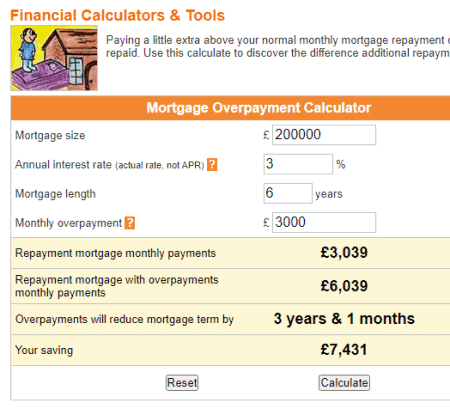 Financial Calculators & Tools
Paying a little extra above your normal monthly mortgage repayment
repaid. Use this calculate to discover the difference additional repaym
Mortgage Overpayment Calculator
Mortgage size £ 200000
Annual interest rate (actual rate, not APR) ? 3 %
Mortgage length 6 years
Monthly overpayment ? £ 3000
Repayment mortgage monthly payments £3,039
Repayment mortgage with overpayments
monthly payments £6,039
Overpayments will reduce mortgage term by 3 years & 1 months
Your saving £7,431
Reset Calculate